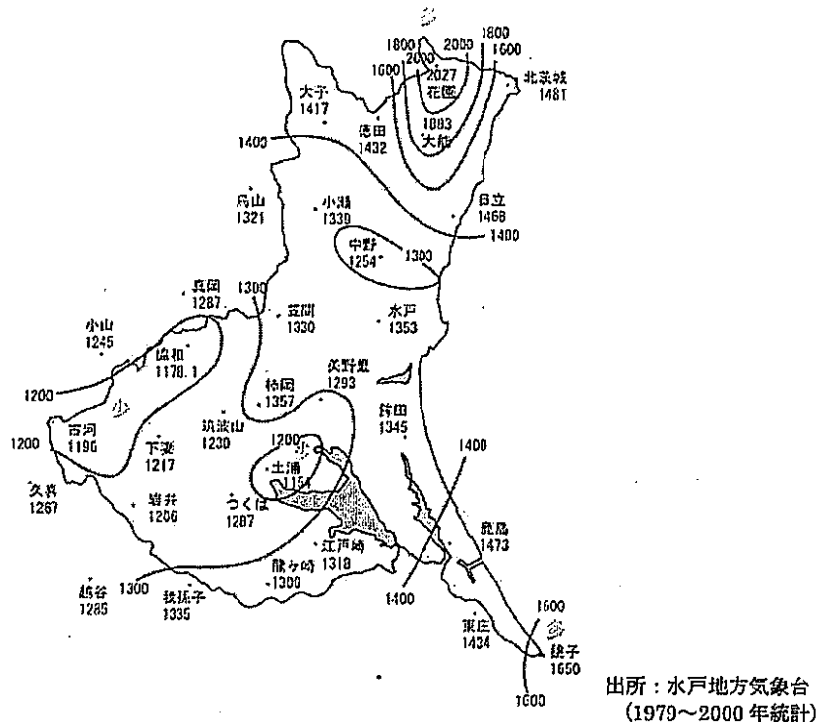 多
1800
2000
1800
1600
2000
1600
2027
花園
北茨城
1481
大子
1417
徳田
1432
1883
大能
1400
烏山
1321
小瀬
1330
日立
1468
1400
中野
1254
1300
真岡
1287
1300
笠間
1330
水戸
1353
小山
1245
協和
1178.1
美野里
1293
柿岡
1357
1200
少
鉾田
1345
古河
1196
1200
筑波山
1230
1200
少
1400
下妻
1217
土浦
1154
久喜
1267
岩井
1206
つくば
1287
鹿島
1473
江戸崎
1318
1300
龍ヶ崎
1300
1400
越谷
1285
我孫子
1335
東庄
1434
1600
多
銚子
1650
1600
出所:水戸地方気象台
(1979~2000年統計)